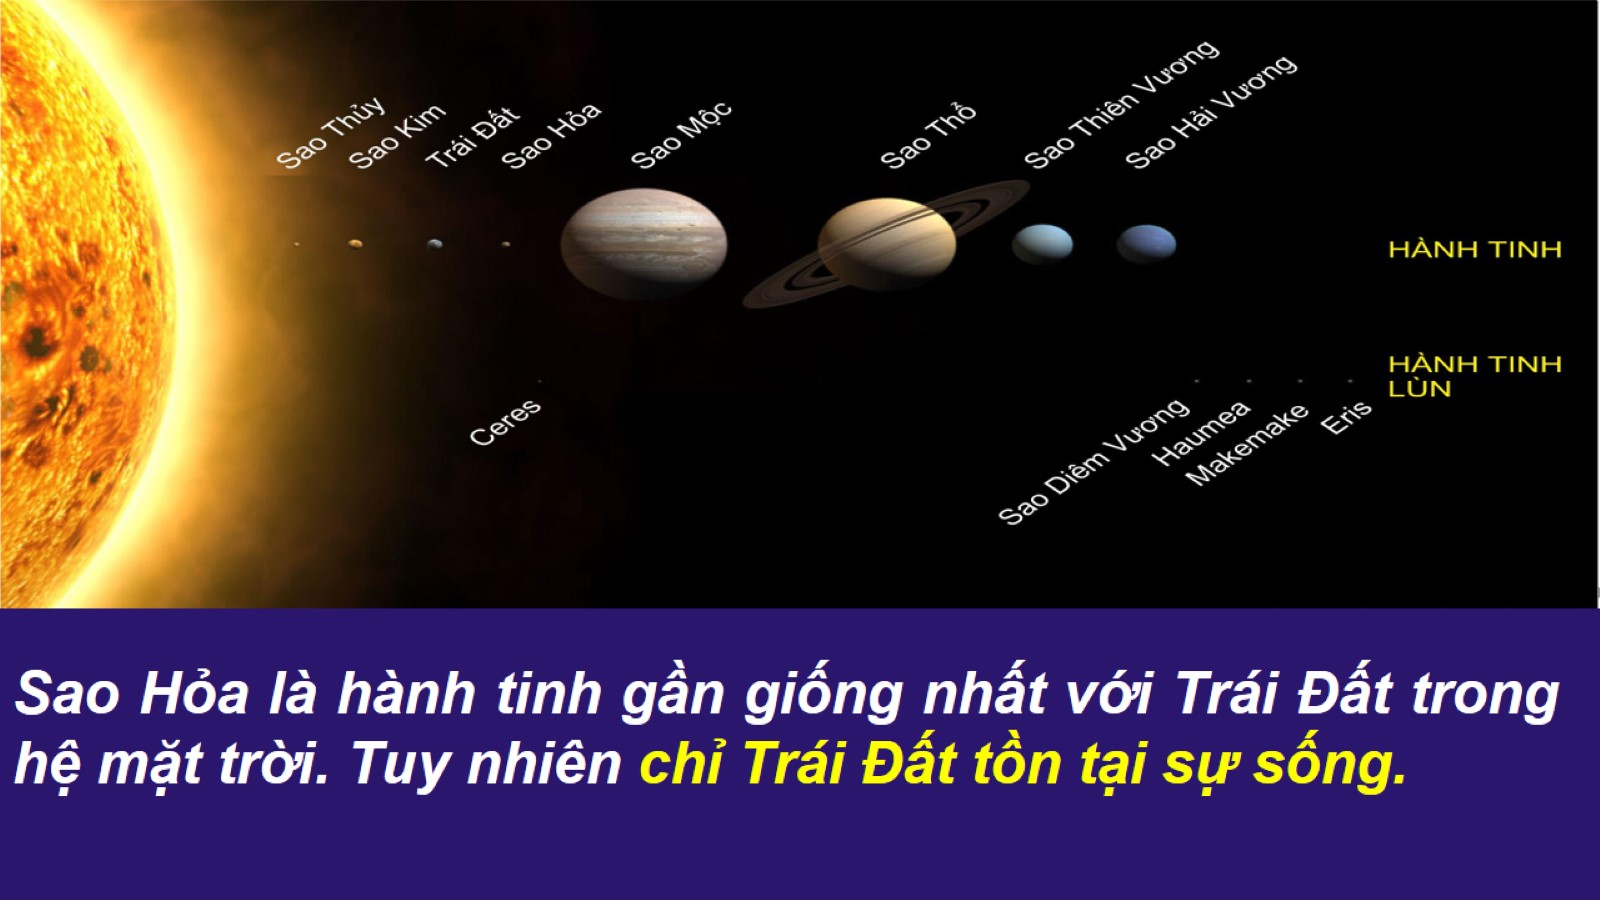 Sao Thủy
Sao Kim
Trái Đất
Sao Hỏa
Sao Mộc
Sao Thổ
Sao Thiên Vương
Sao Hải Vương
HÀNH TINH
HÀNH TINH
LÙN
Ceres
Sao Diêm Vương
Haumea
Makemake
Eris
Sao Hỏa là hành tinh gần giống nhất với Trái Đất trong
hệ mặt trời. Tuy nhiên chỉ Trái Đất tồn tại sự sống.